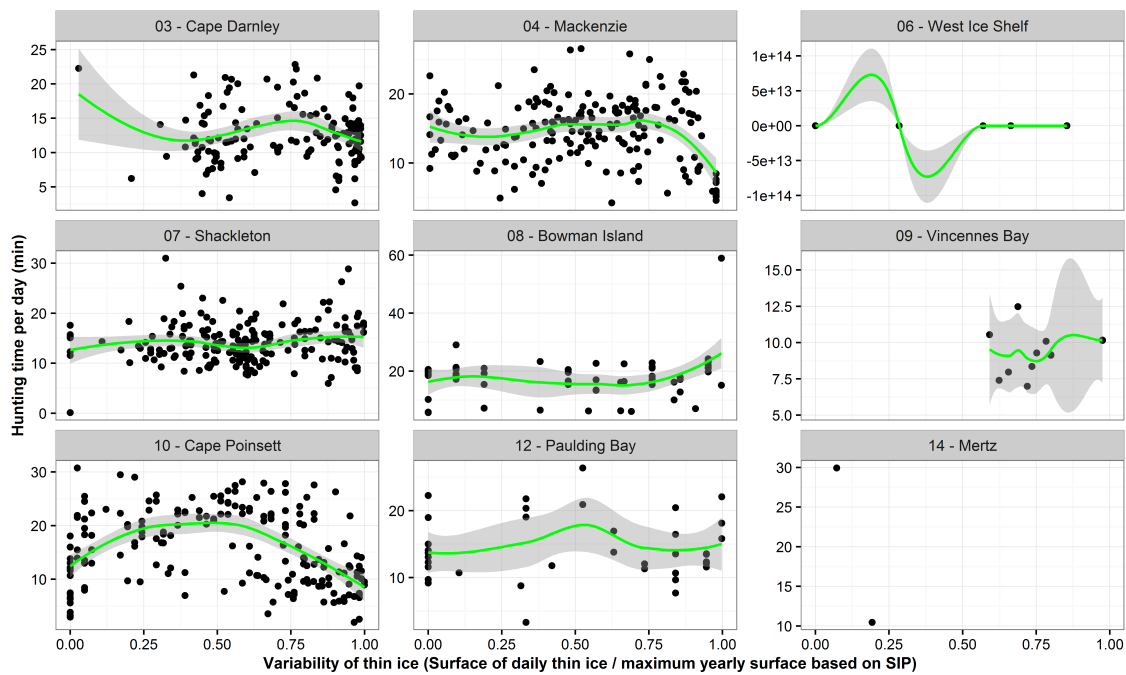 03 - Cape Darnley
04 - Mackenzie
06 - West Ice Shelf
25
20
15
10
5
20
10
1e+14
5e+13
0e+00
-5e+13
-1e+14
07 - Shackleton
08 - Bowman Island
09 - Vincennes Bay
30
20
10
0
60
40
20
15.0
12.5
10.0
7.5
5.0
Hunting time per day (min)
10 - Cape Poinsett
12 - Paulding Bay
14 - Mertz
30
20
10
20
10
30
25
20
15
10
0.00 0.25 0.50 0.75 1.00
0.00 0.25 0.50 0.75 1.00
0.00 0.25 0.50 0.75 1.00
Variability of thin ice (Surface of daily thin ice / maximum yearly surface based on SIP)